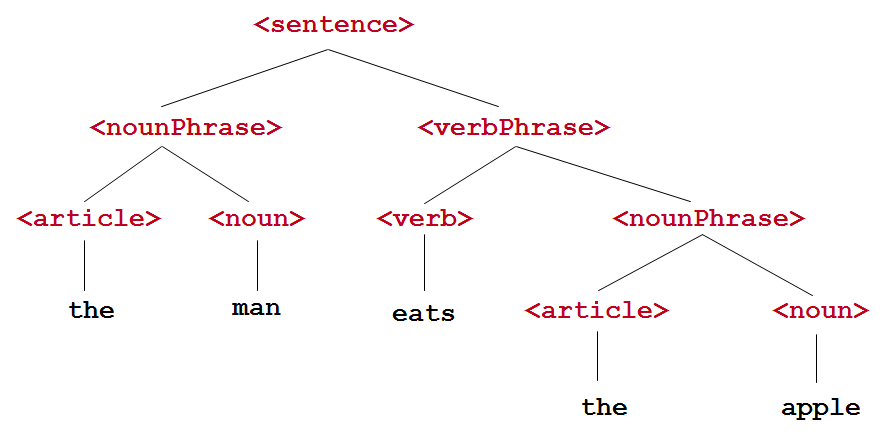 <sentence>
<nounPhrase> <verbPhrase>
<article> <noun> <verb> <nounPhrase>
the man eats <article> <noun>
the apple